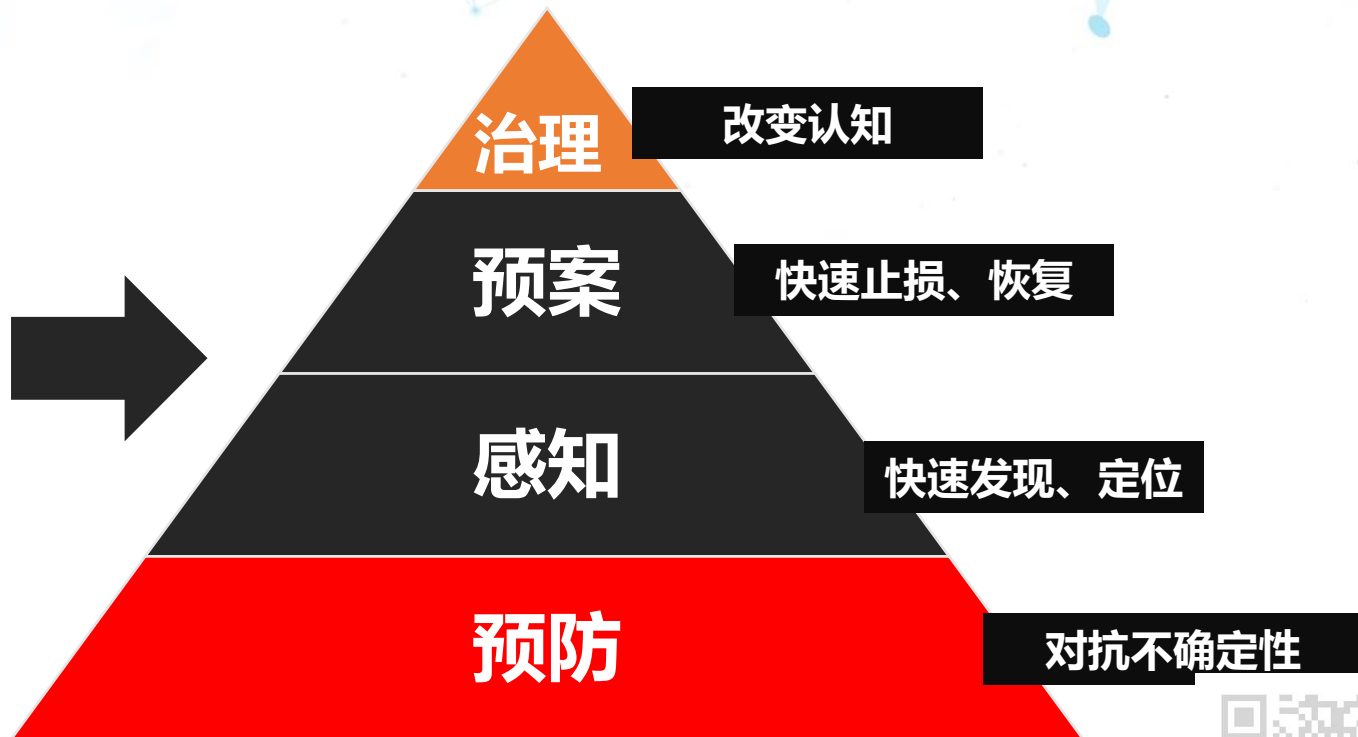 治理
改变认知
预案
快速止损、恢复
感知
快速发现、定位
预防
对抗不确定性